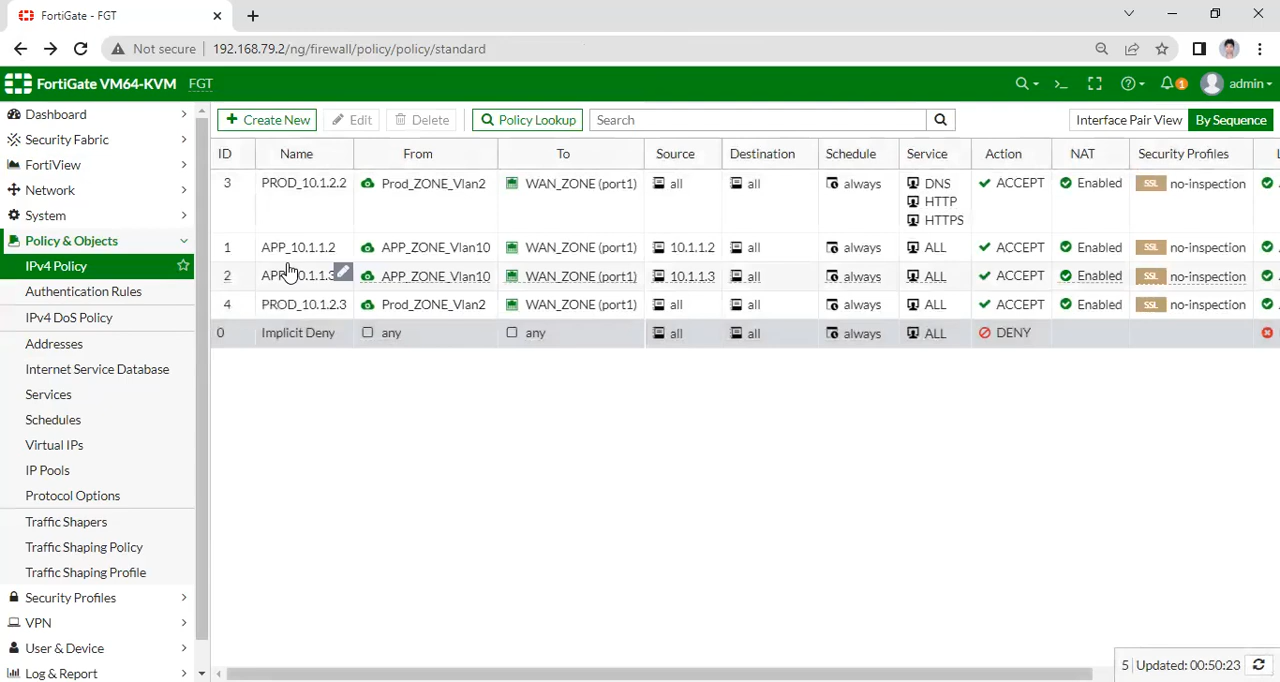 FortiGate - FGT
Not secure 192.168.79.2/ng/firewall/policy/policy/standard
FortiGate VM64-KVM FGT
1 admin
Dashboard
Security Fabric
FortiView
Network
System
Policy & Objects
IPv4 Policy
Authentication Rules
IPv4 DoS Policy
Addresses
Internet Service Database
Services
Schedules
Virtual IPs
IP Pools
Protocol Options
Traffic Shapers
Traffic Shaping Policy
Traffic Shaping Profile
Security Profiles
VPN
User & Device
Log & Report
Create New Edit Delete Policy Lookup Search Interface Pair View By Sequence
ID Name From To Source Destination Schedule Service Action NAT Security Profiles
3 PROD_10.1.2.2 Prod_ZONE_Vlan2 WAN_ZONE (port1) all all always DNS ACCEPT Enabled SSL no-inspection
HTTP
HTTPS
1 APP_10.1.1.2 APP_ZONE_Vlan10 WAN_ZONE (port1) 10.1.1.2 all always ALL ACCEPT Enabled SSL no-inspection
2 APP_ZONE_Vlan10 WAN_ZONE (port1) 10.1.1.3 all always ALL ACCEPT Enabled SSL no-inspection
4 PROD_10.1.2.3 Prod_ZONE_Vlan2 WAN_ZONE (port1) all all always ALL ACCEPT Enabled SSL no-inspection
0 Implicit Deny any any all all always ALL DENY
5 Updated: 00:50:23